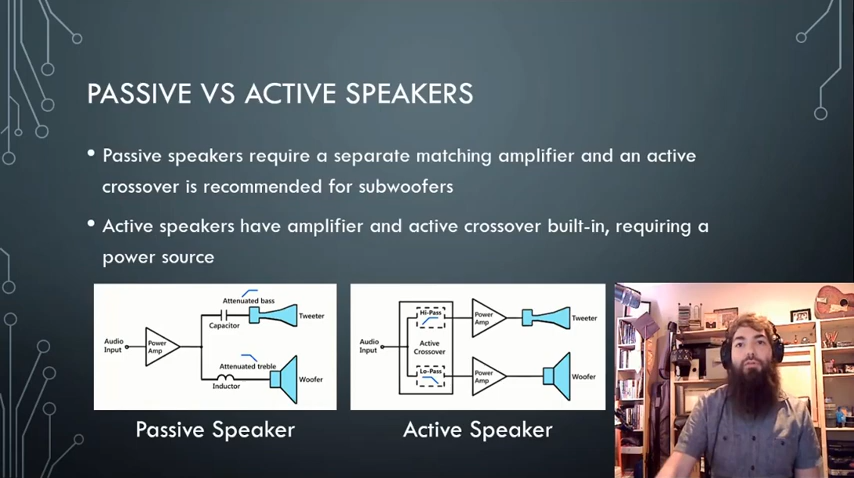 PASSIVE VS ACTIVE SPEAKERS
• Passive speakers require a separate matching amplifier and an active
crossover is recommended for subwoofers
• Active speakers have amplifier and active crossover built-in, requiring a
power source
Attenuated bass
Tweeter
Capacitor
Audio
Input
Power
Amp
Attenuated treble
Woofer
Inductor
Passive Speaker
Hi-Pass
Power
Amp
Tweeter
Audio
Input
Active
Crossover
Lo-Pass
Power
Amp
Woofer
Active Speaker